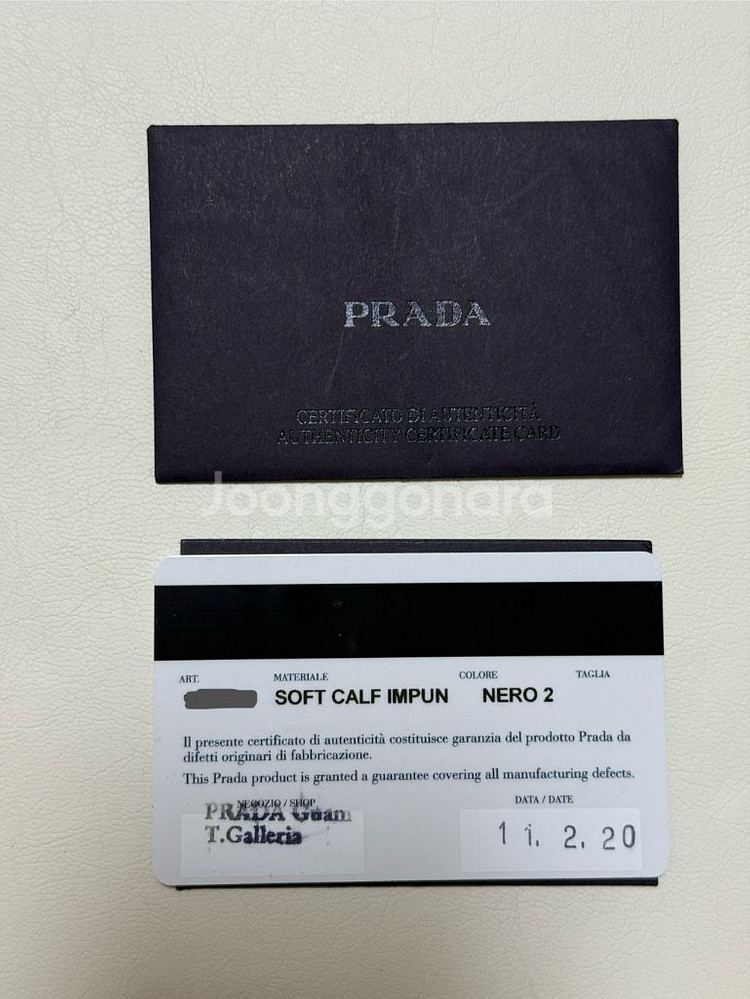 PRADA
CERTIFICATO DI AUTENTICITÀ
AUTHENTICITY CERTIFICATE CARD
Joonggonara
ART. MATERIALE COLORE TAGLIA
SOFT CALF IMPUN NERO 2
Il presente certificato di autenticità costituisce garanzia del prodotto Prada da
difetti originari di fabbricazione.
This Prada product is granted a guarantee covering all manufacturing defects.
NEGOZIO / SHOP DATA / DATE
PRADA Guam
T.Galleria 11. 2. 20